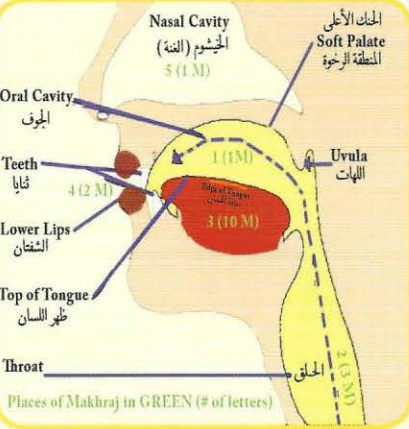 Nasal Cavity
الخيشوم (الغنة)
5 (1 M)
الحنك الأعلى
Soft Palate
المنطقة الرخوة
Oral Cavity
الجوف
1 (1M)
Teeth
ثنايا
4 (2 M)
Uvula
اللهات
Edge of Tongue
3 (10 M)
Lower Lips
الشفتان
Top of Tongue
ظهر اللسان
Throat
الحلق
2 (3 M)
Places of Makhraj in GREEN (# of letters)